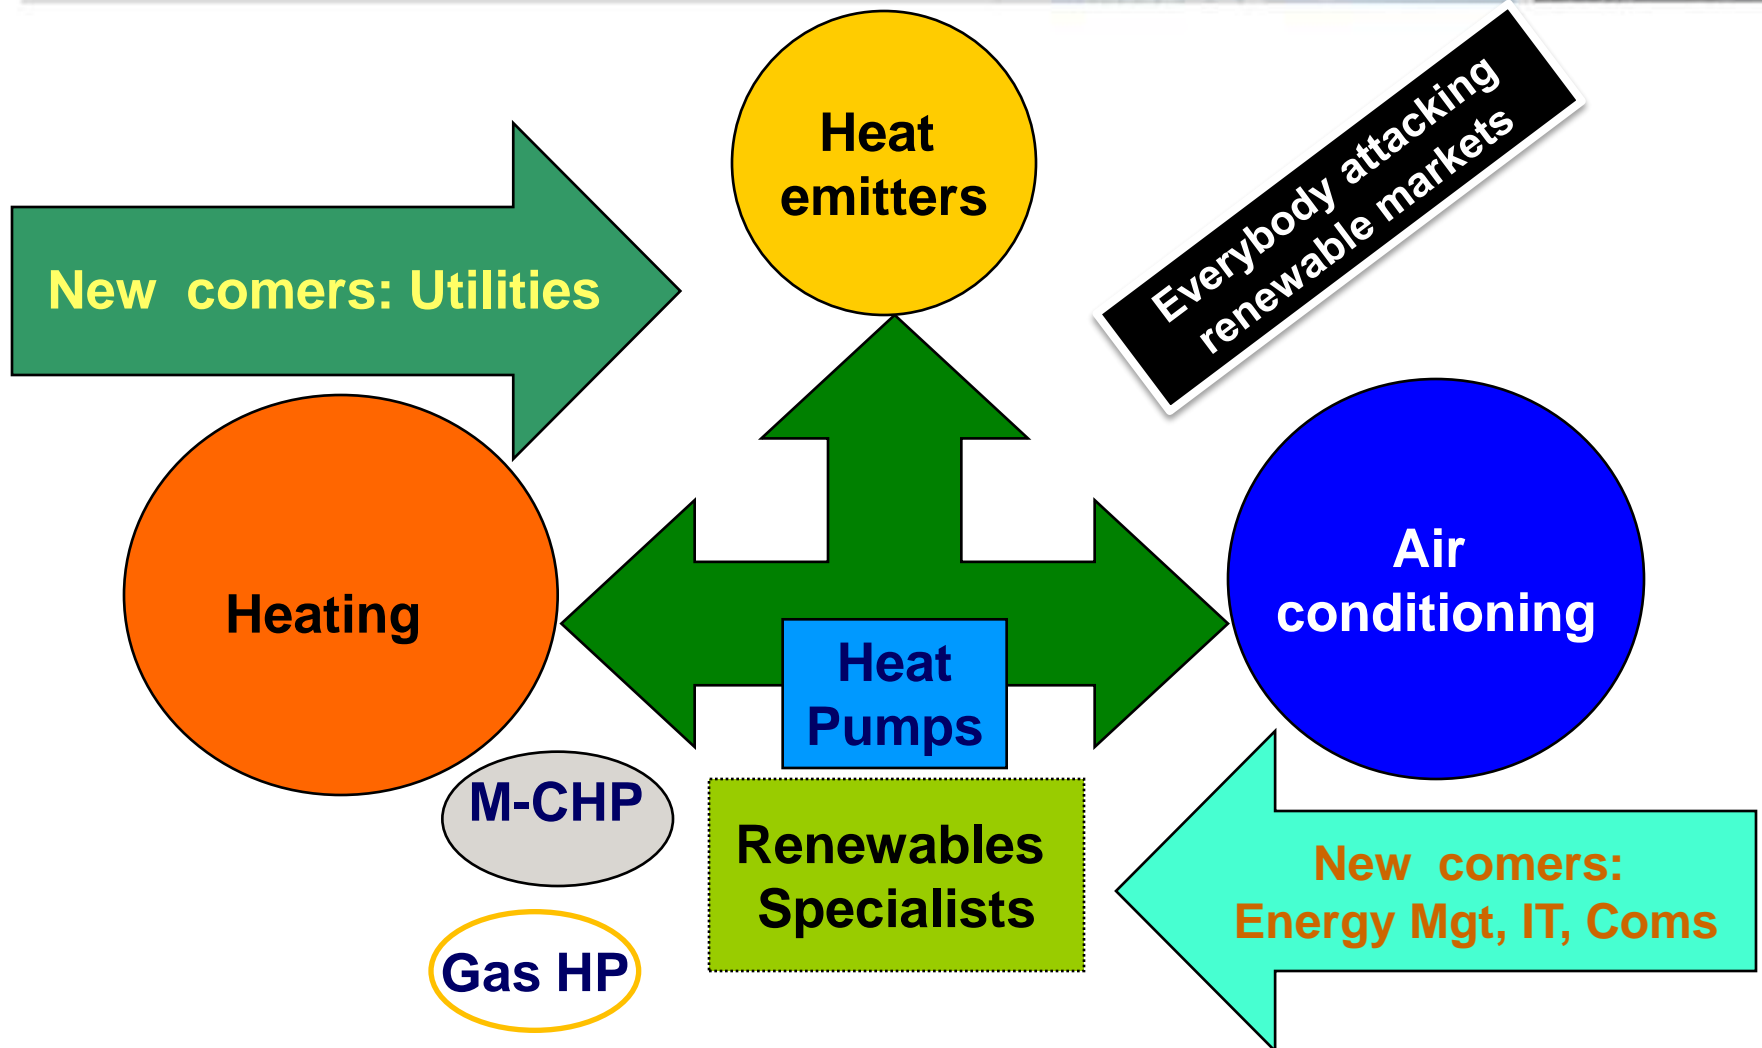 Heat
emitters
Everybody attacking
renewable markets
New  comers: Utilities
Heating
Air
conditioning
Heat
Pumps
M-CHP
Renewables
Specialists
New  comers:
Energy Mgt, IT, Coms
Gas HP